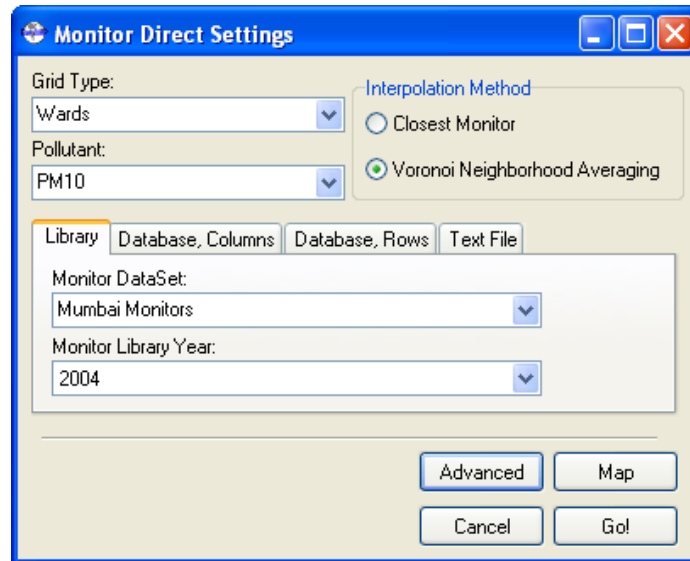 Monitor Direct Settings
Grid Type:
Wards
Pollutant:
PM10
Interpolation Method
Closest Monitor
Voronoi Neighborhood Averaging
Library
Database, Columns
Database, Rows
Text File
Monitor DataSet:
Mumbai Monitors
Monitor Library Year:
2004
Advanced
Map
Cancel
Go!